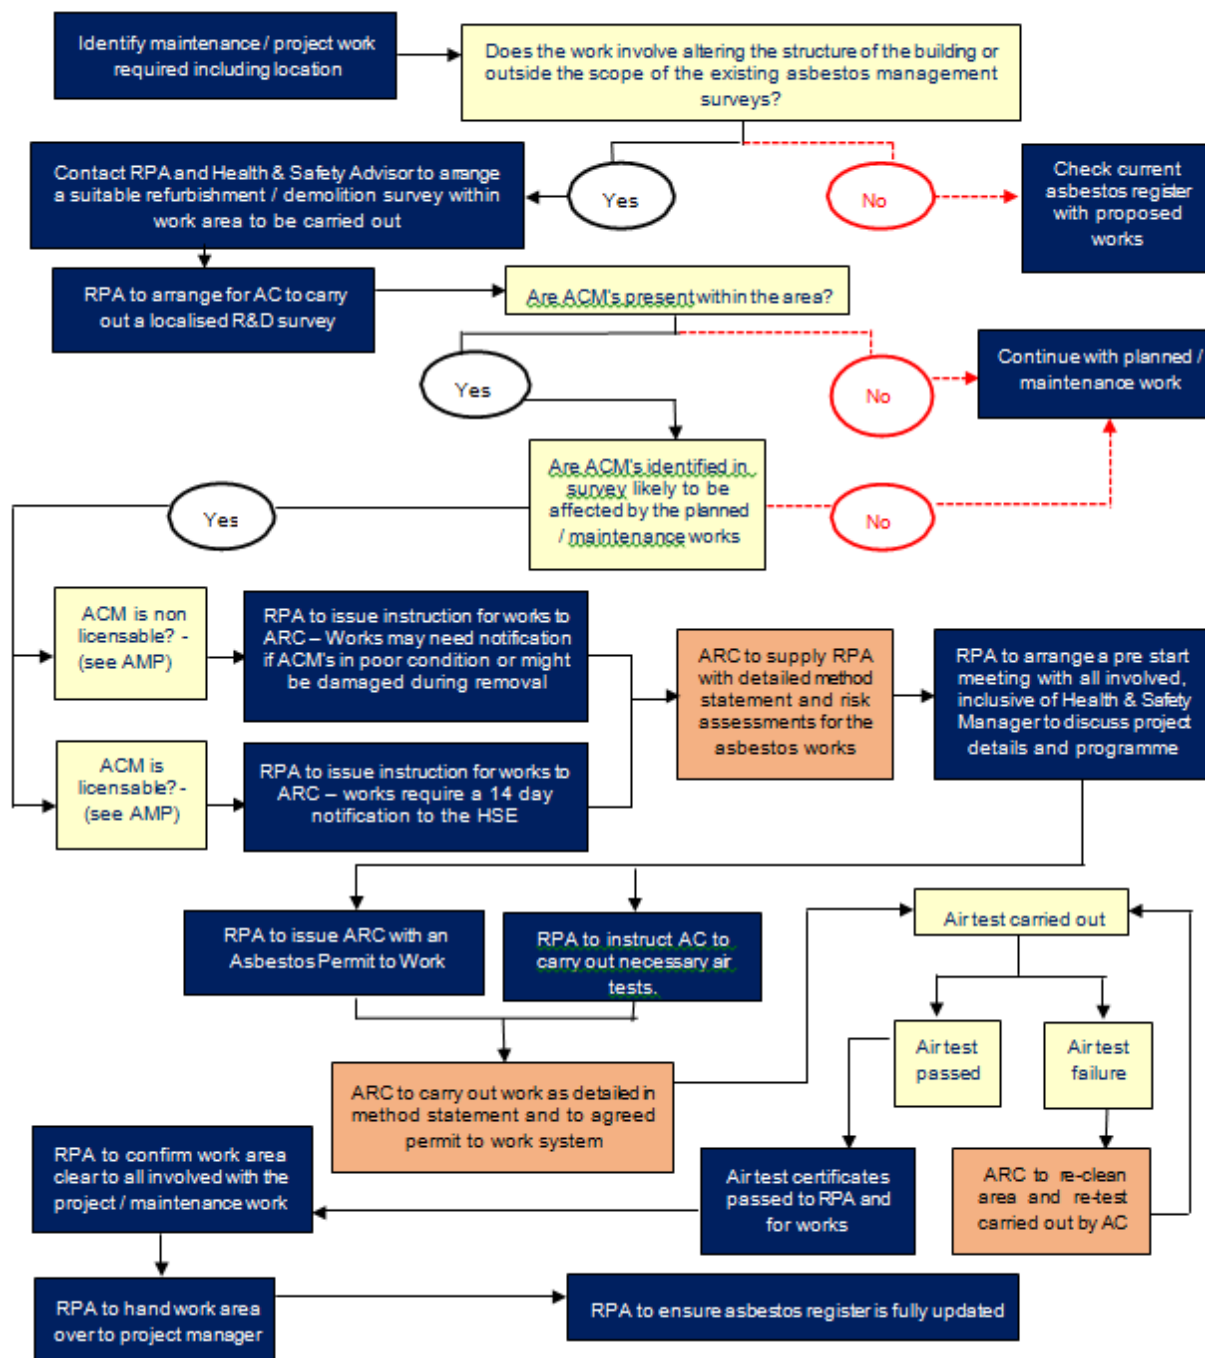 Identify maintenance / project work
required including location
Does the work involve altering the structure of the building or
outside the scope of the existing asbestos management
surveys?
Contact RPA and Health & Safety Advisor to arrange
a suitable refurbishment / demolition survey within
work area to be carried out
Yes
No
Check current
asbestos register
with proposed
works
RPA to arrange for AC to carry
out a localised R&D survey
Are ACM's present within the area?
Yes
No
Continue with planned /
maintenance work
Are ACM's identified in
survey likely to be
affected by the planned
/ maintenance works
Yes
No
ACM is non
licensable? -
(see AMP)
RPA to issue instruction for works to
ARC – Works may need notification
if ACM's in poor condition or might
be damaged during removal
ACM is
licensable? -
(see AMP)
RPA to issue instruction for works to
ARC – works require a 14 day
notification to the HSE
ARC to supply RPA
with detailed method
statement and risk
assessments for the
asbestos works
RPA to arrange a pre start
meeting with all involved,
inclusive of Health & Safety
Manager to discuss project
details and programme
RPA to issue ARC with an
Asbestos Permit to Work
RPA to instruct AC to
carry out necessary air
tests.
Air test carried out
Air test
passed
Air test
failure
ARC to carry out work as detailed in
method statement and to agreed
permit to work system
RPA to confirm work area
clear to all involved with the
project / maintenance work
Air test certificates
passed to RPA and
for works
ARC to re-clean
area and re-test
carried out by AC
RPA to hand work area
over to project manager
RPA to ensure asbestos register is fully updated